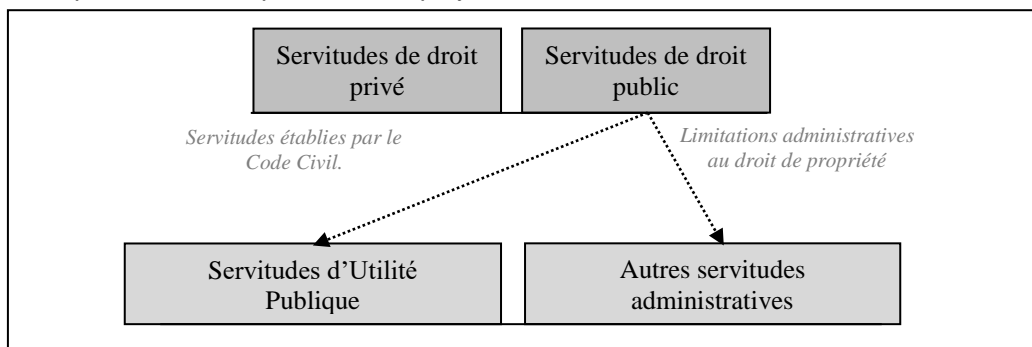 Servitudes de droit
privé
Servitudes de droit
public
Servitudes établies par le
Code Civil.
Limitations administratives
au droit de propriété
Servitudes d’Utilité
Publique
Autres servitudes
administratives